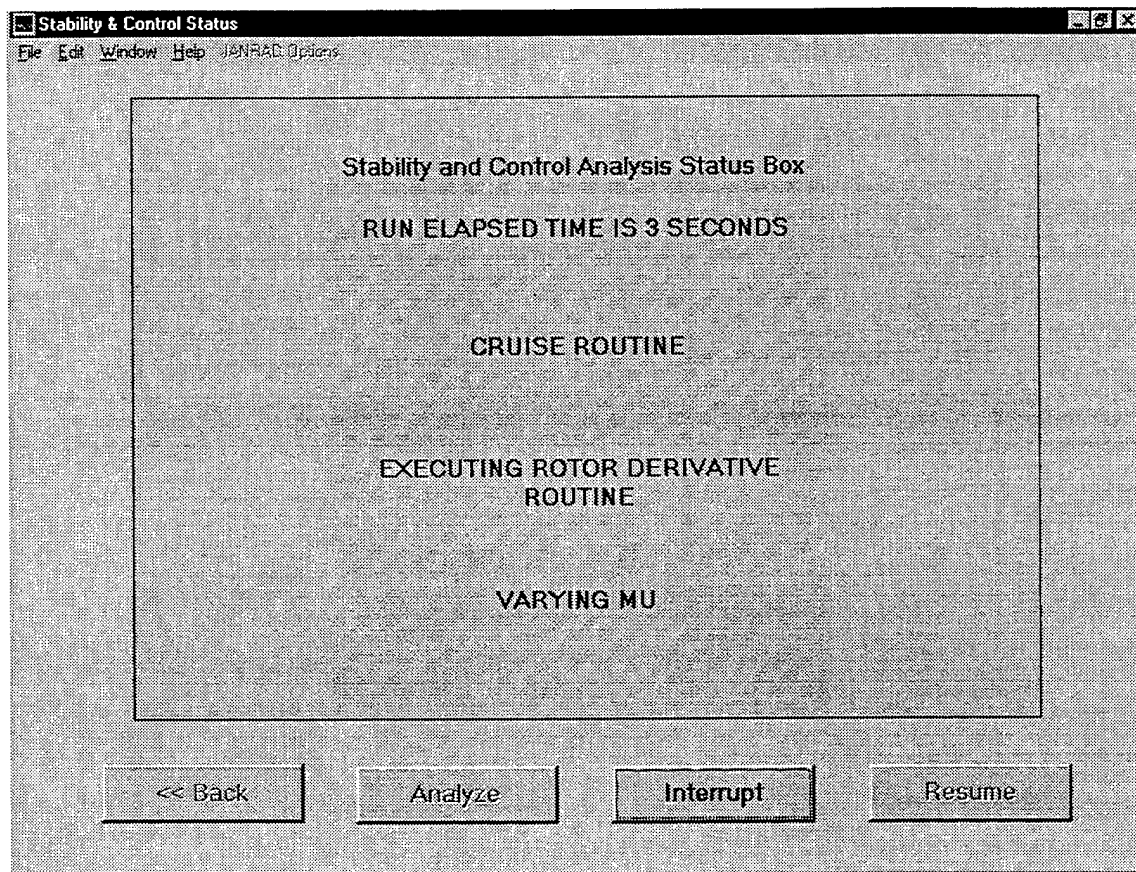 Stability & Control Status
File Edit Window Help JANRAD Options
Stability and Control Analysis Status Box
RUN ELAPSED TIME IS 3 SECONDS
CRUISE ROUTINE
EXECUTING ROTOR DERIVATIVE
ROUTINE
VARYING MU
<< Back Analyze Interrupt Resume